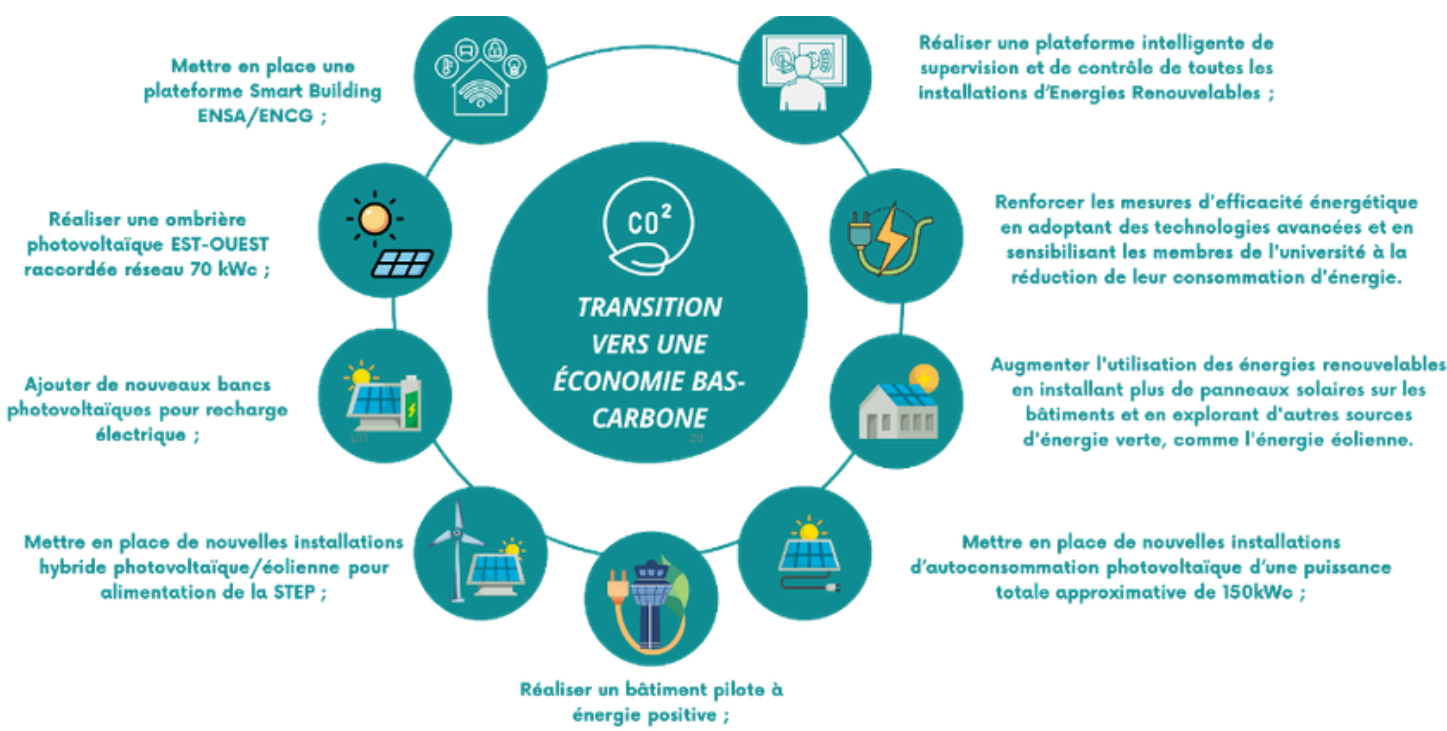 Mettre en place une
plateforme Smart Building
ENSA/ENCG ;
Réaliser une plateforme intelligente de
supervision et de contrôle de toutes les
installations d'Energies Renouvelables ;
Réaliser une ombrière
photovoltaïque EST-OUEST
raccordée réseau 70 kWc ;
Renforcer les mesures d'efficacité énergétique
en adoptant des technologies avancées et en
sensibilisant les membres de l'université à la
réduction de leur consommation d'énergie.
CO²
TRANSITION
VERS UNE
ÉCONOMIE BAS-
CARBONE
20
Ajouter de nouveaux bancs
photovoltaïques pour recharge
électrique ;
UIT
Augmenter l'utilisation des énergies renouvelables
en installant plus de panneaux solaires sur les
bâtiments et en explorant d'autres sources
d'énergie verte, comme l'énergie éolienne.
Mettre en place de nouvelles installations
hybride photovoltaïque/éolienne pour
alimentation de la STEP ;
Mettre en place de nouvelles installations
d'autoconsommation photovoltaïque d'une puissance
totale approximative de 150kWc ;
Réaliser un bâtiment pilote à
énergie positive ;